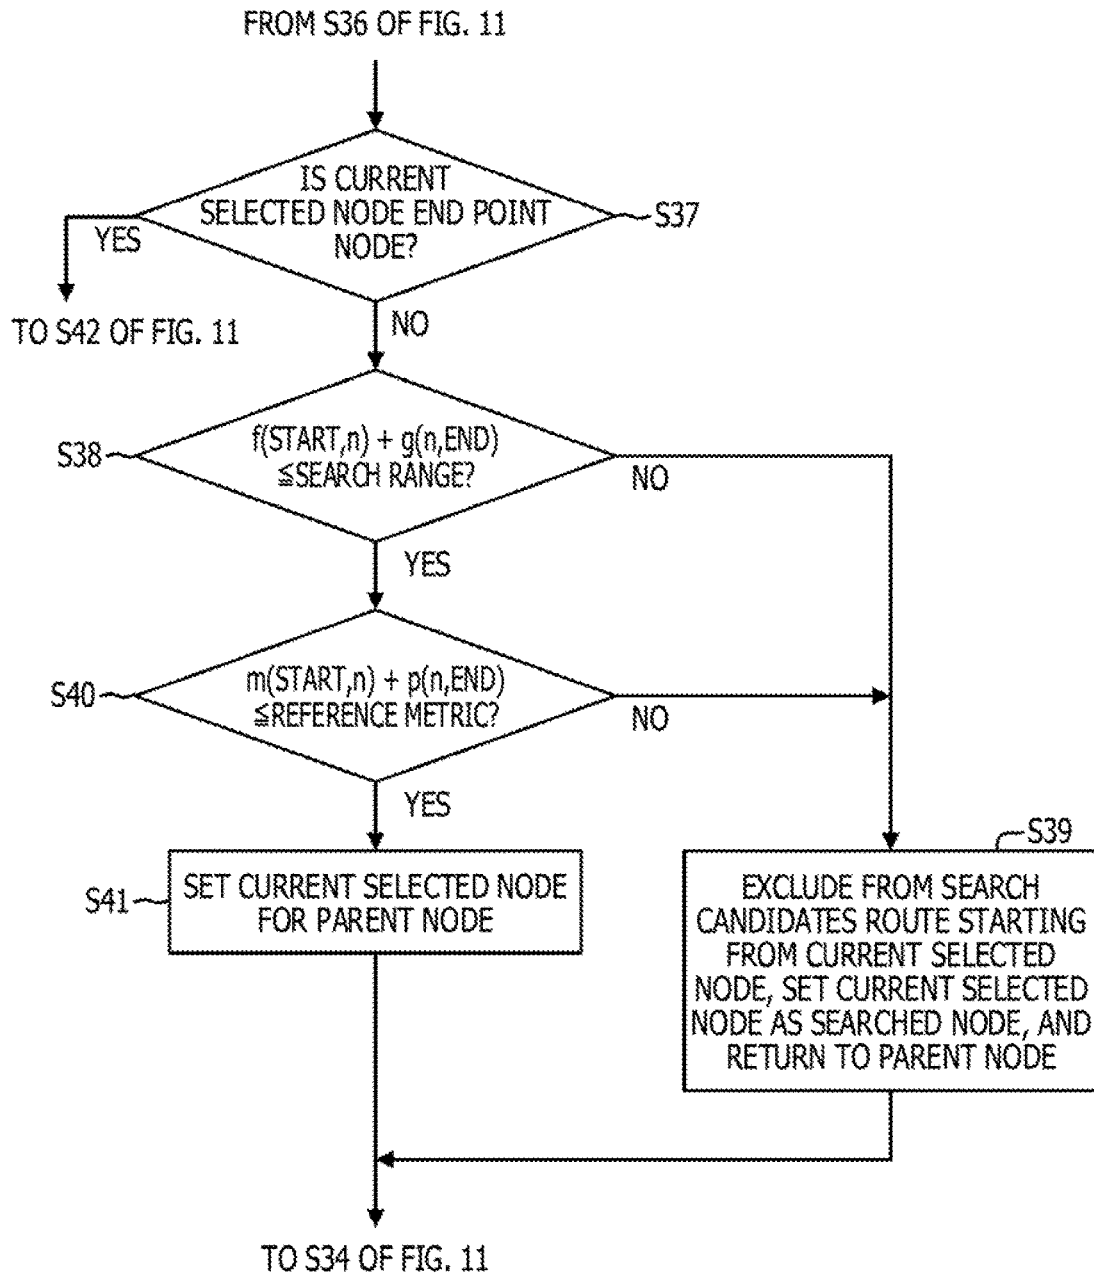 FROM S36 OF FIG. 11
IS CURRENT
SELECTED NODE END POINT
NODE?
S37
YES
TO S42 OF FIG. 11
NO
S38
f(START,n) + g(n,END)
≦SEARCH RANGE?
NO
YES
S40
m(START,n) + p(n,END)
≦REFERENCE METRIC?
NO
YES
S41
SET CURRENT SELECTED NODE
FOR PARENT NODE
S39
EXCLUDE FROM SEARCH
CANDIDATES ROUTE STARTING
FROM CURRENT SELECTED
NODE, SET CURRENT SELECTED
NODE AS SEARCHED NODE, AND
RETURN TO PARENT NODE
TO S34 OF FIG. 11